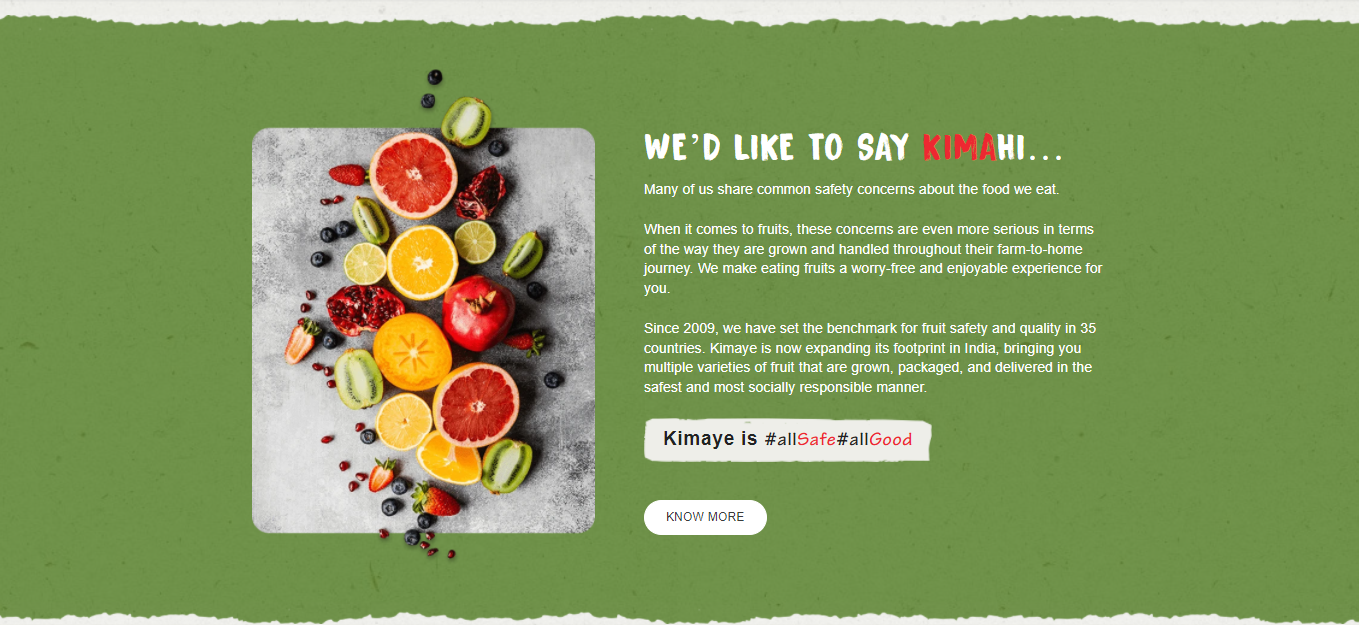 WE'D LIKE TO SAY KIMAHI...
Many of us share common safety concerns about the food we eat.
When it comes to fruits, these concerns are even more serious in terms
of the way they are grown and handled throughout their farm-to-home
journey. We make eating fruits a worry-free and enjoyable experience for
you.
Since 2009, we have set the benchmark for fruit safety and quality in 35
countries. Kimaye is now expanding its footprint in India, bringing you
multiple varieties of fruit that are grown, packaged, and delivered in the
safest and most socially responsible manner.
Kimaye is #allSafe#allGood
KNOW MORE